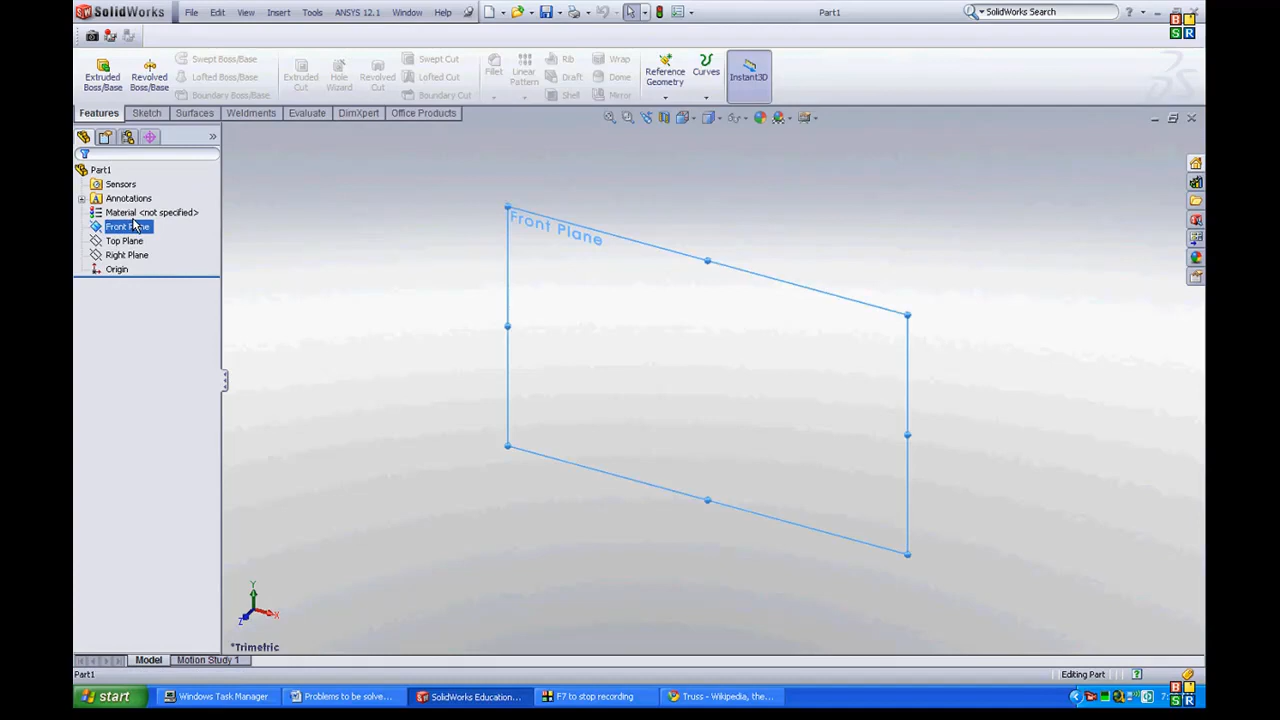 SolidWorks File Edit View Insert Tools ANSYS 12.1 Window Help Part1 SolidWorks Search ?
B S R
Extruded Boss/Base Revolved Boss/Base Swept Boss/Base Lofted Boss/Base Boundary Boss/Base Extruded Cut Hole Wizard Revolved Cut Swept Cut Lofted Cut Boundary Cut Fillet Linear Pattern Rib Draft Shell Wrap Dome Mirror Reference Geometry Curves Instant3D
Features Sketch Surfaces Weldments Evaluate DimXpert Office Products
»
Part1
Sensors
A Annotations
Material <not specified>
Front Plane
Top Plane
Right Plane
Origin
Front Plane
Y
X
Z
*Trimetric
Model Motion Study 1
Part1 Editing Part ?
start Windows Task Manager Problems to be solve... SolidWorks Education... F7 to stop recording Truss - Wikipedia, the...
B S R